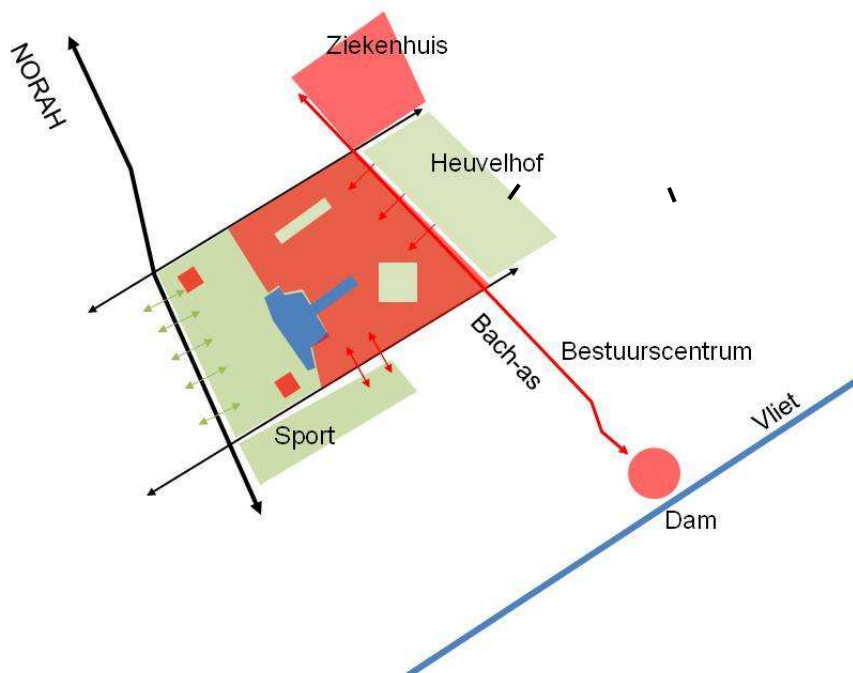 Ziekenhuis
NORAH
Heuvelhof
Bach-as
Bestuurscentrum
Vliet
Sport
Dam